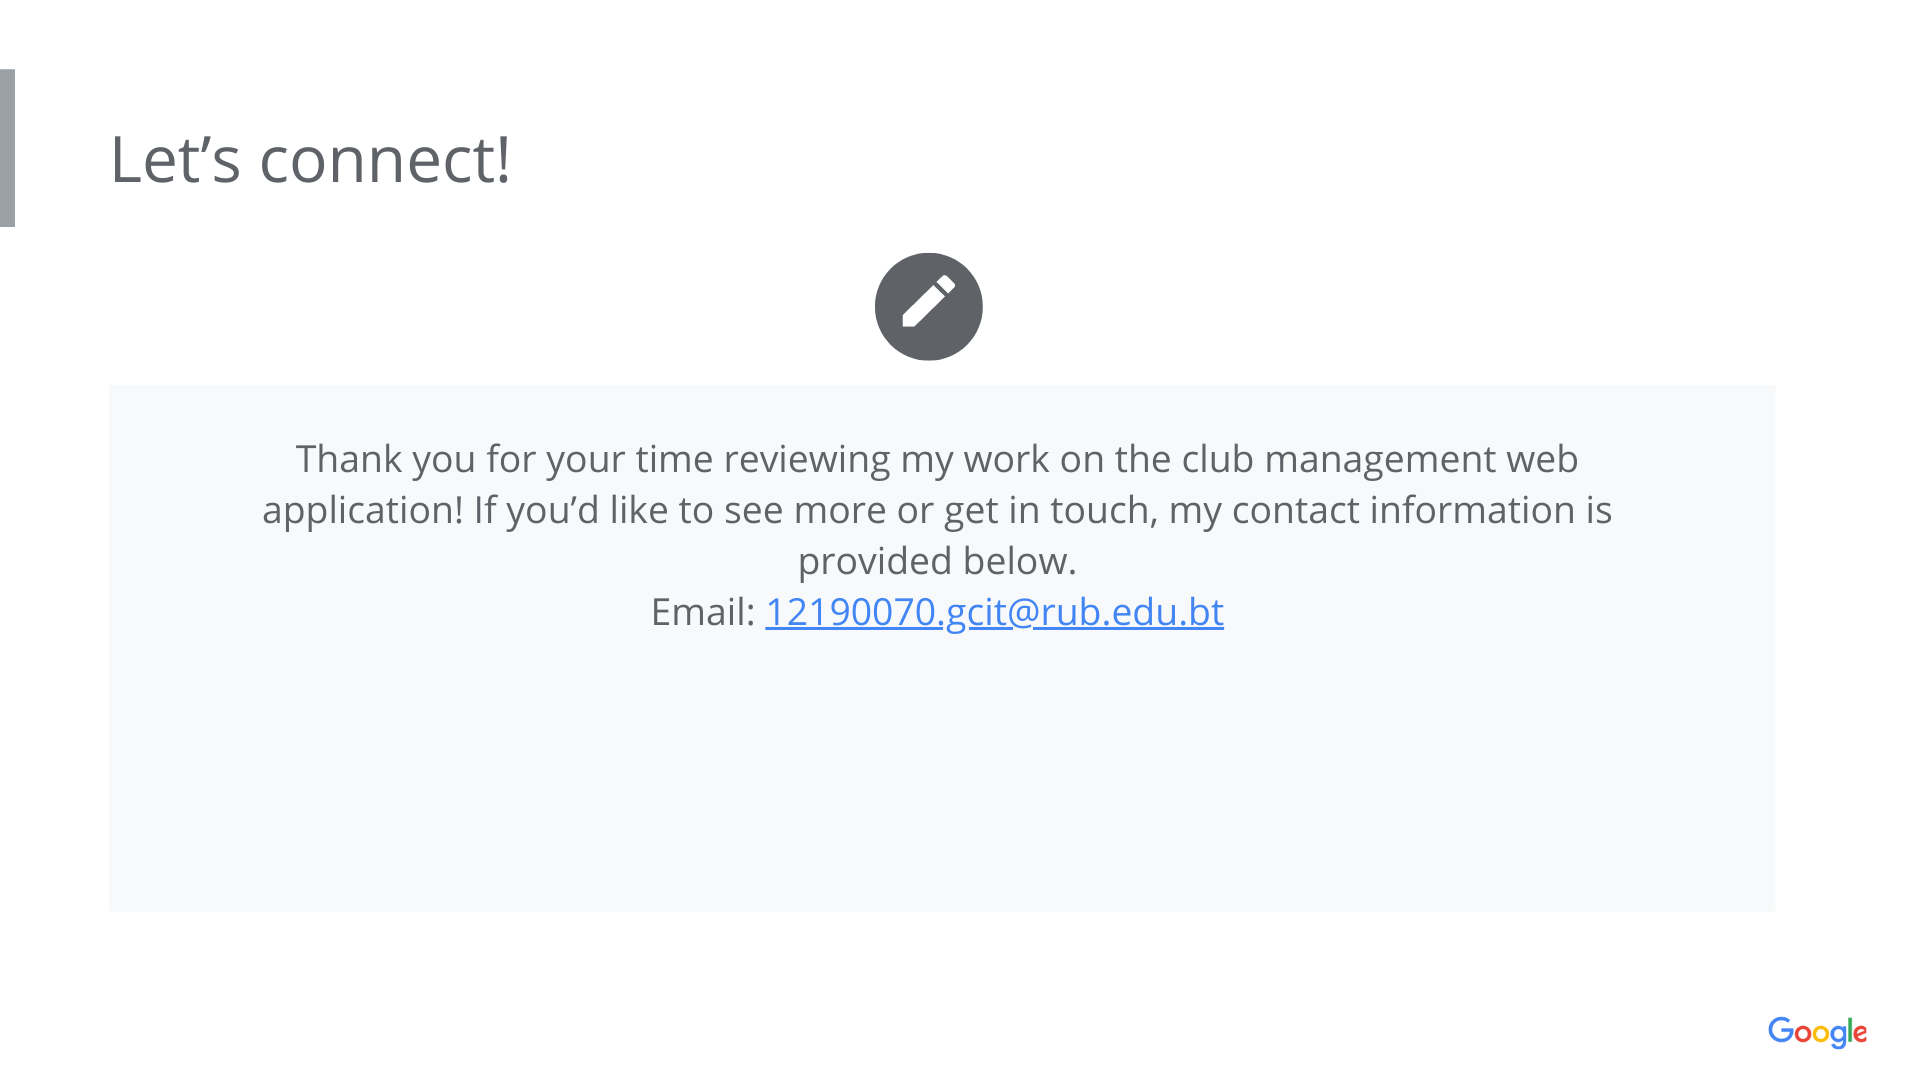 Let’s connect!
Thank you for your time reviewing my work on the club management web
application! If you’d like to see more or get in touch, my contact information is
provided below.
Email: 12190070.gcit@rub.edu.bt
Google